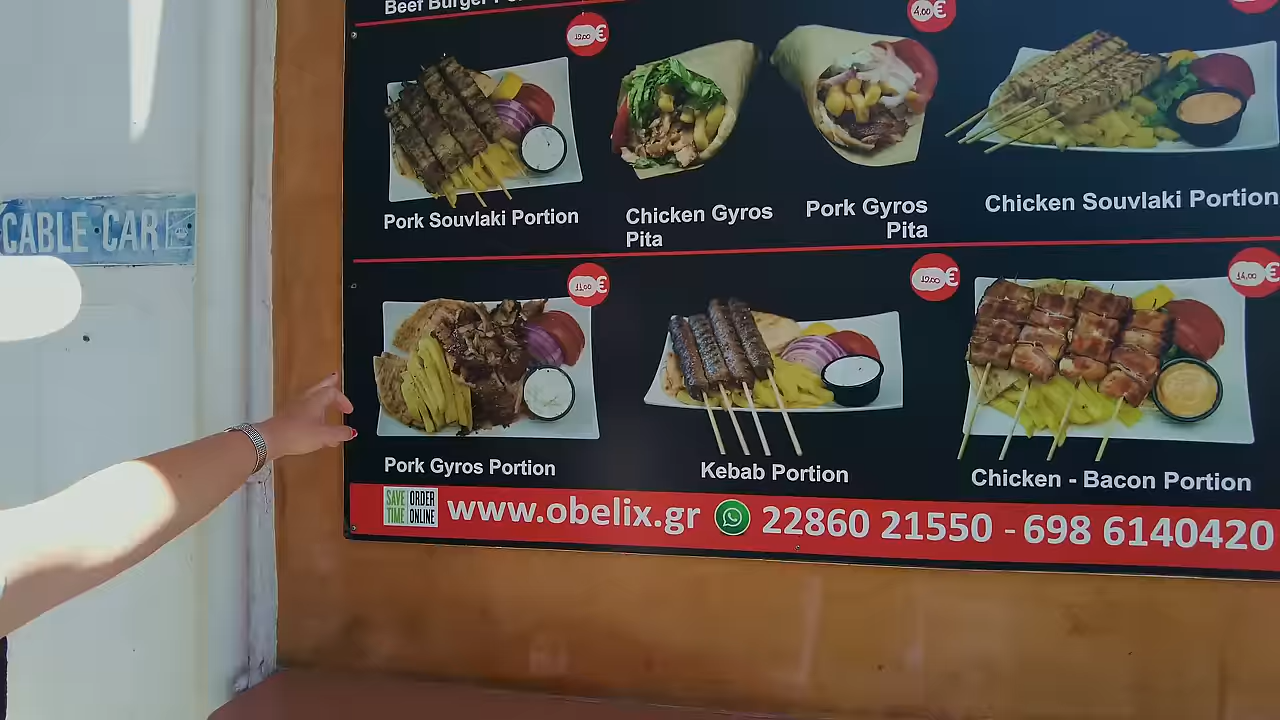 Beef Burger
12,00 €
4,00 €
Pork Souvlaki Portion
Chicken Gyros
Pita
Pork Gyros
Pita
Chicken Souvlaki Portion
CABLE CAR
11,00 €
12,00 €
14,00 €
Pork Gyros Portion
Kebab Portion
Chicken - Bacon Portion
SAVE TIME ORDER ONLINE
www.obelix.gr 22860 21550 - 698 6140420